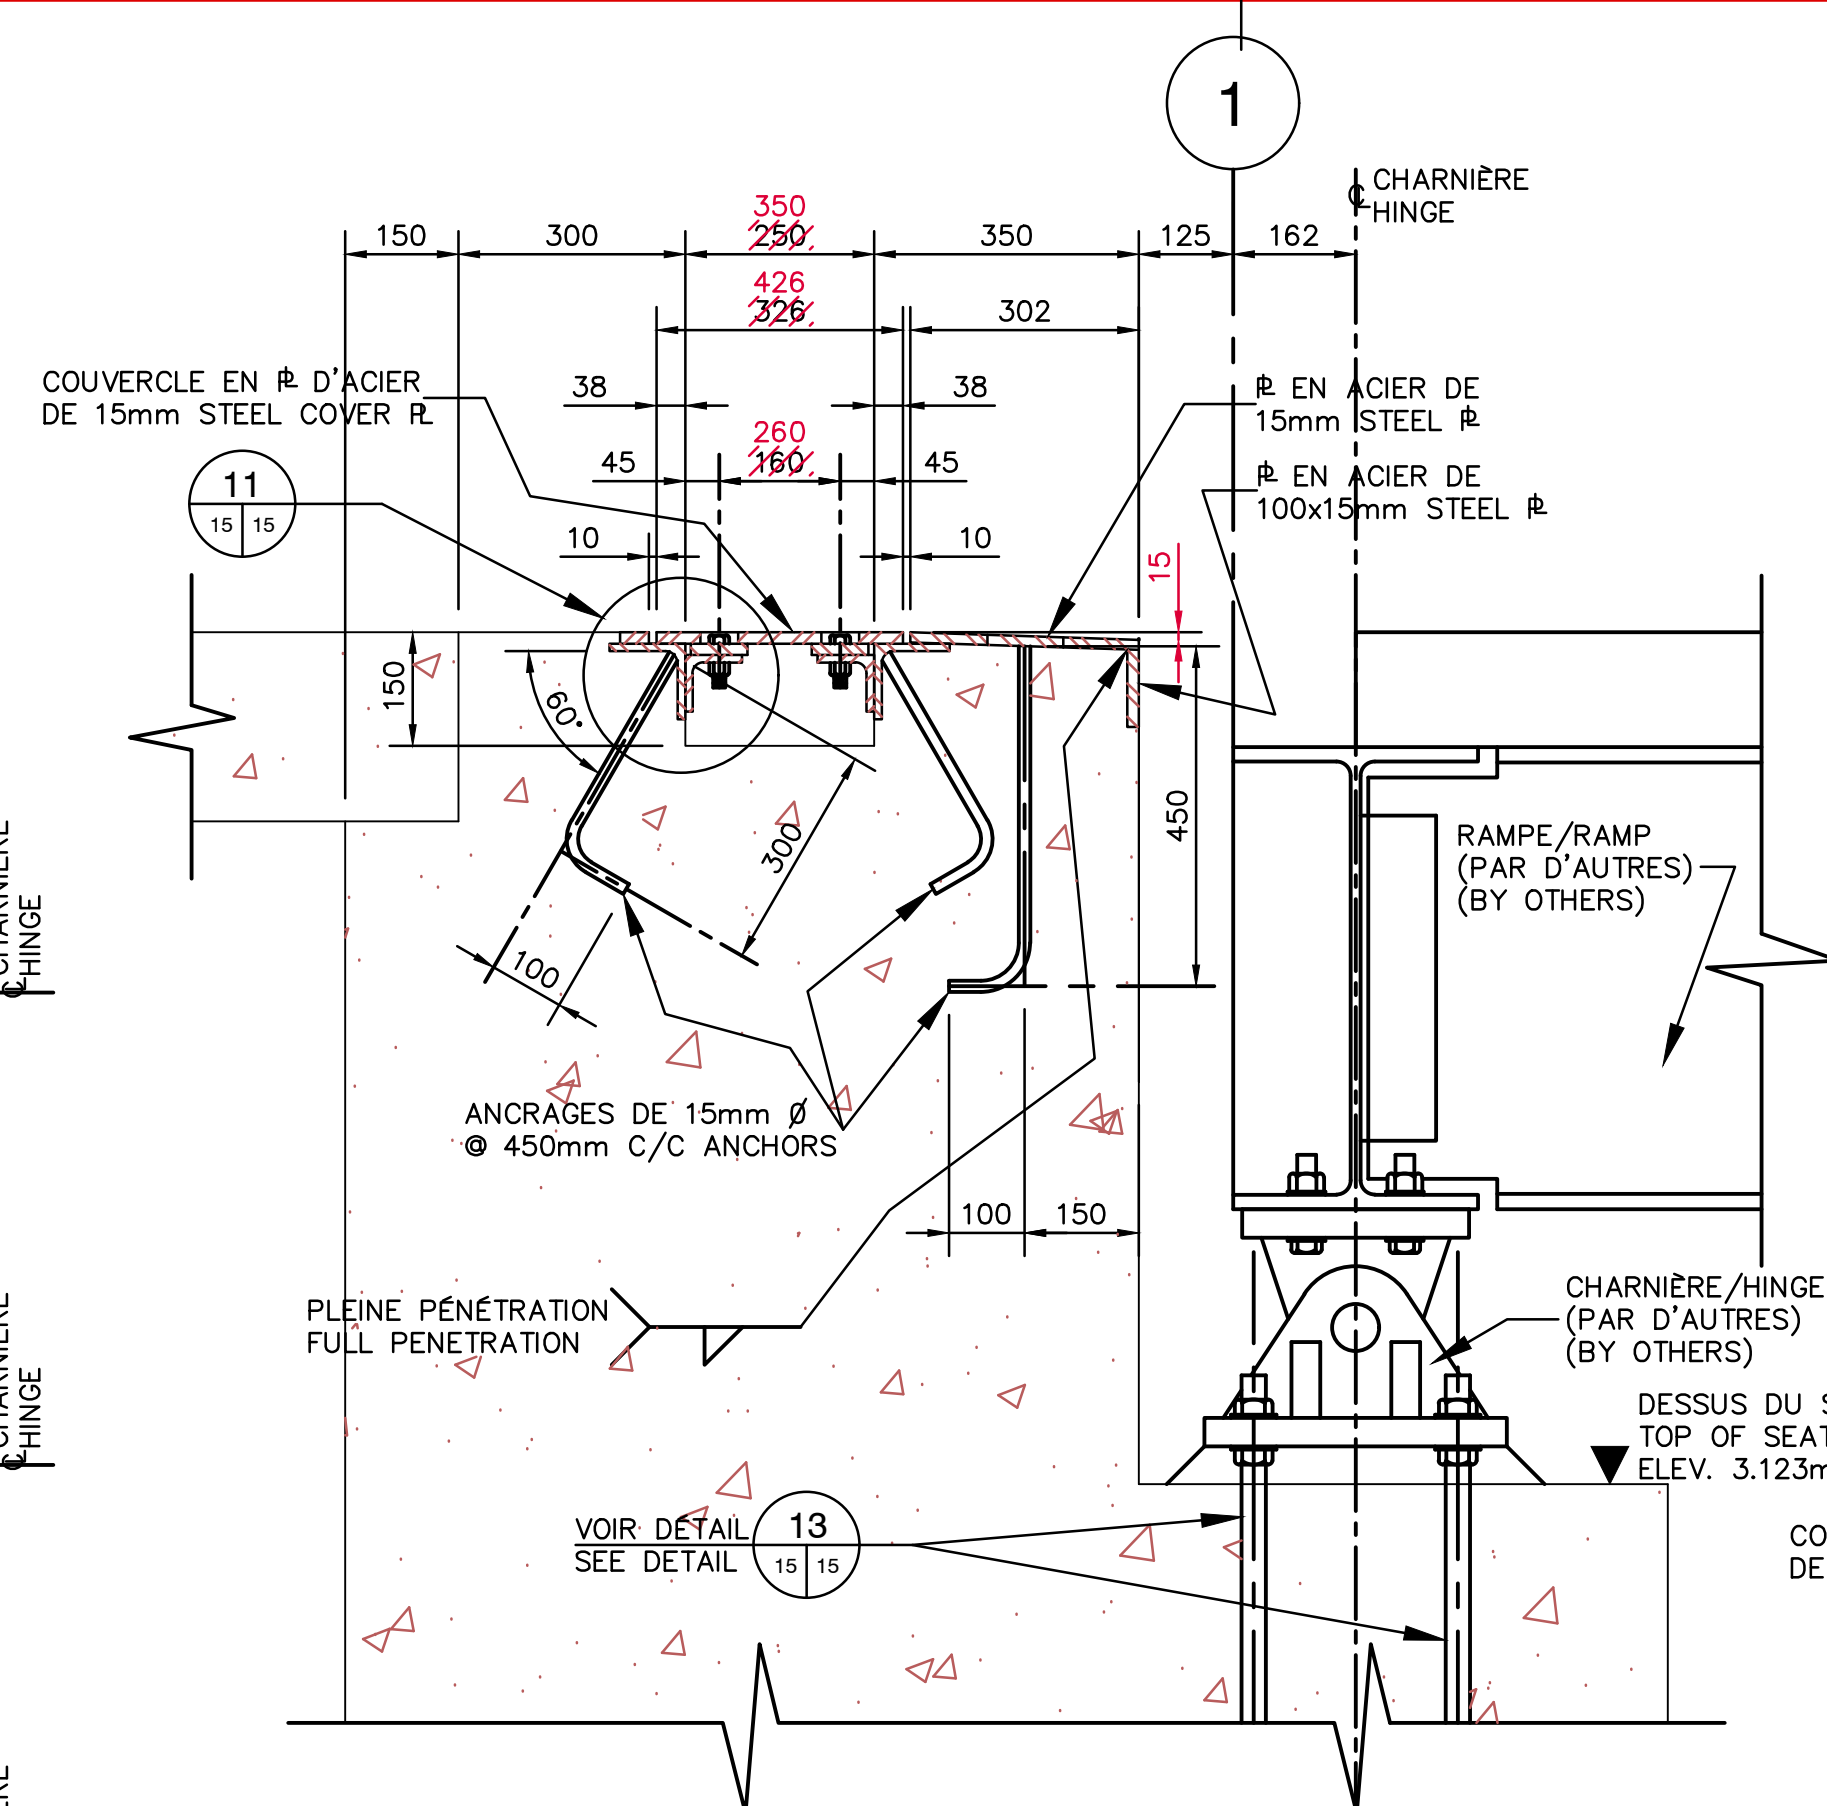 1
CHARNIÈRE
HINGE
150
300
350
250
350
125
162
426
326
302
38
38
260
160
45
45
10
10
15
COUVERCLE EN ⅊ D'ACIER
DE 15mm STEEL COVER ⅊
11
15 15
⅊ EN ACIER DE
15mm STEEL ⅊
⅊ EN ACIER DE
100x15mm STEEL ⅊
150
60°
300
100
450
RAMPE/RAMP
(PAR D'AUTRES)
(BY OTHERS)
HINGE
ANCRAGES DE 15mm Ø
@ 450mm C/C ANCHORS
100
150
PLEINE PÉNÉTRATION
FULL PENETRATION
CHARNIÈRE/HINGE
(PAR D'AUTRES)
(BY OTHERS)
HINGE
DESSUS DU S
TOP OF SEAT
ELEV. 3.123m
VOIR DÉTAIL
SEE DETAIL
13
15 15
CO
DE